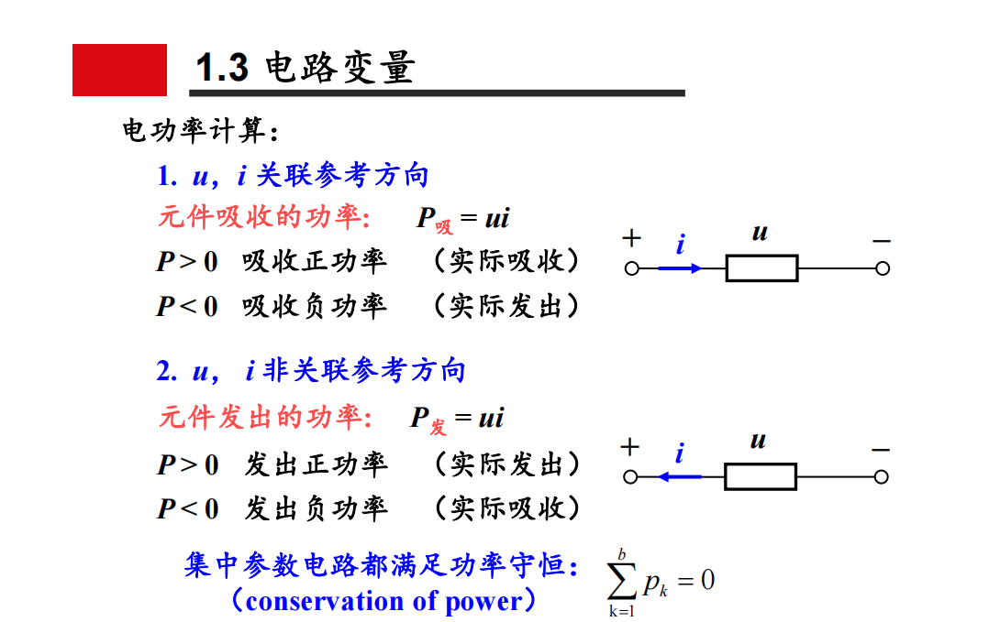 1.3 电路变量
电功率计算：
1. u，i 关联参考方向
元件吸收的功率: P吸 = ui
P > 0 吸收正功率 （实际吸收）
P < 0 吸收负功率 （实际发出）
+ i u −
2. u， i 非关联参考方向
元件发出的功率: P发 = ui
P > 0 发出正功率 （实际发出）
P < 0 发出负功率 （实际吸收）
+ i u −
集中参数电路都满足功率守恒：
（conservation of power）
b
∑ pk = 0
k=1